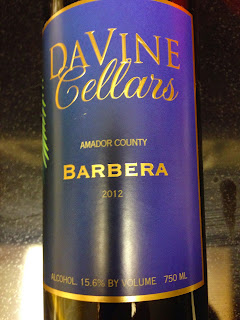 DAVINE
Cellars
AMADOR COUNTY
BARBERA
2012
ALCOHOL. 15.6% BY VOLUME 750 ML